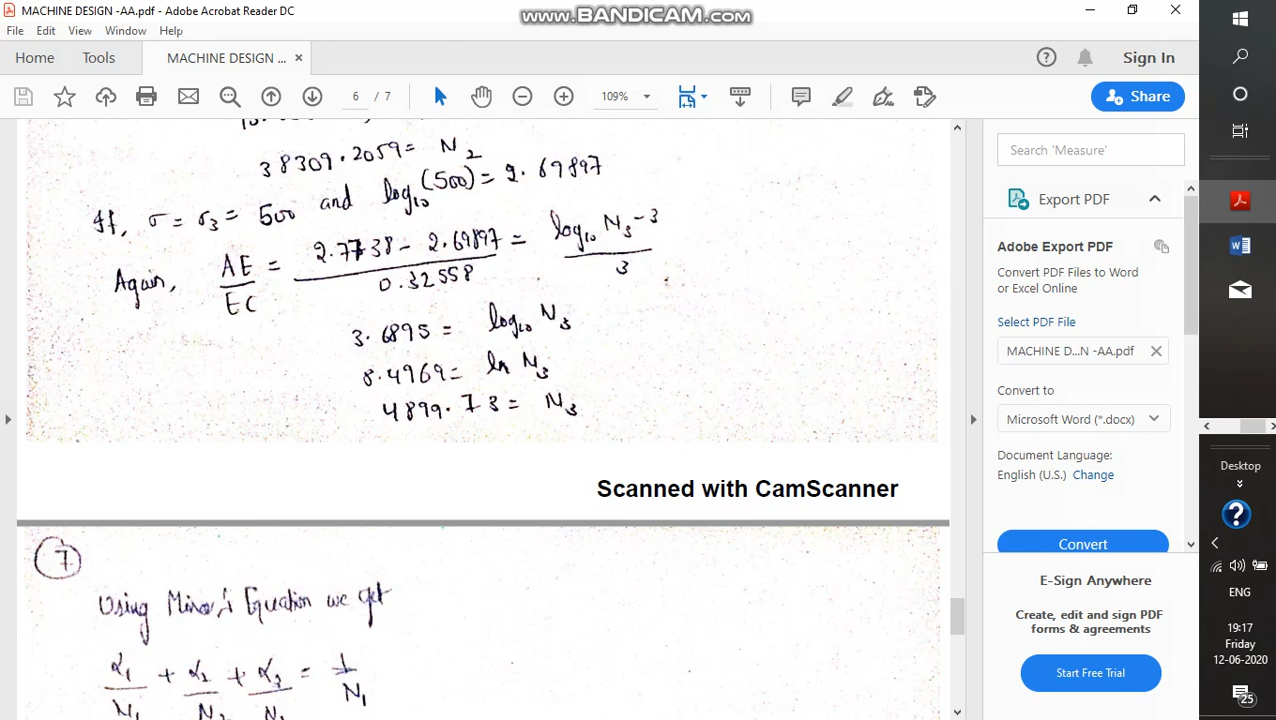 MACHINE DESIGN -AA.pdf - Adobe Acrobat Reader DC
www.BANDICAM.com
File Edit View Window Help
Home Tools MACHINE DESIGN ... × Sign In
6 / 7 109% Share
38309.2059 = N2
If, σ = σ3 = 500 and log10(500) = 2.69897
Again, AE/EC = 2.7738 - 2.69897 / 0.32558 = log10 N3 - 3 / 3
3.6895 = log10 N3
8.4969 = ln N3
4899.73 = N3
Scanned with CamScanner
7
Using Miner's Equation we get
α1/N1 + α2/N2 + α3/N3 = 1/N1
Search 'Measure'
Export PDF
Adobe Export PDF
Convert PDF Files to Word
or Excel Online
Select PDF File
MACHINE D...N -AA.pdf
Convert to
Microsoft Word (*.docx)
Document Language:
English (U.S.) Change
Convert
E-Sign Anywhere
Create, edit and sign PDF
forms & agreements
Start Free Trial
Desktop
ENG
19:17
Friday
12-06-2020
25